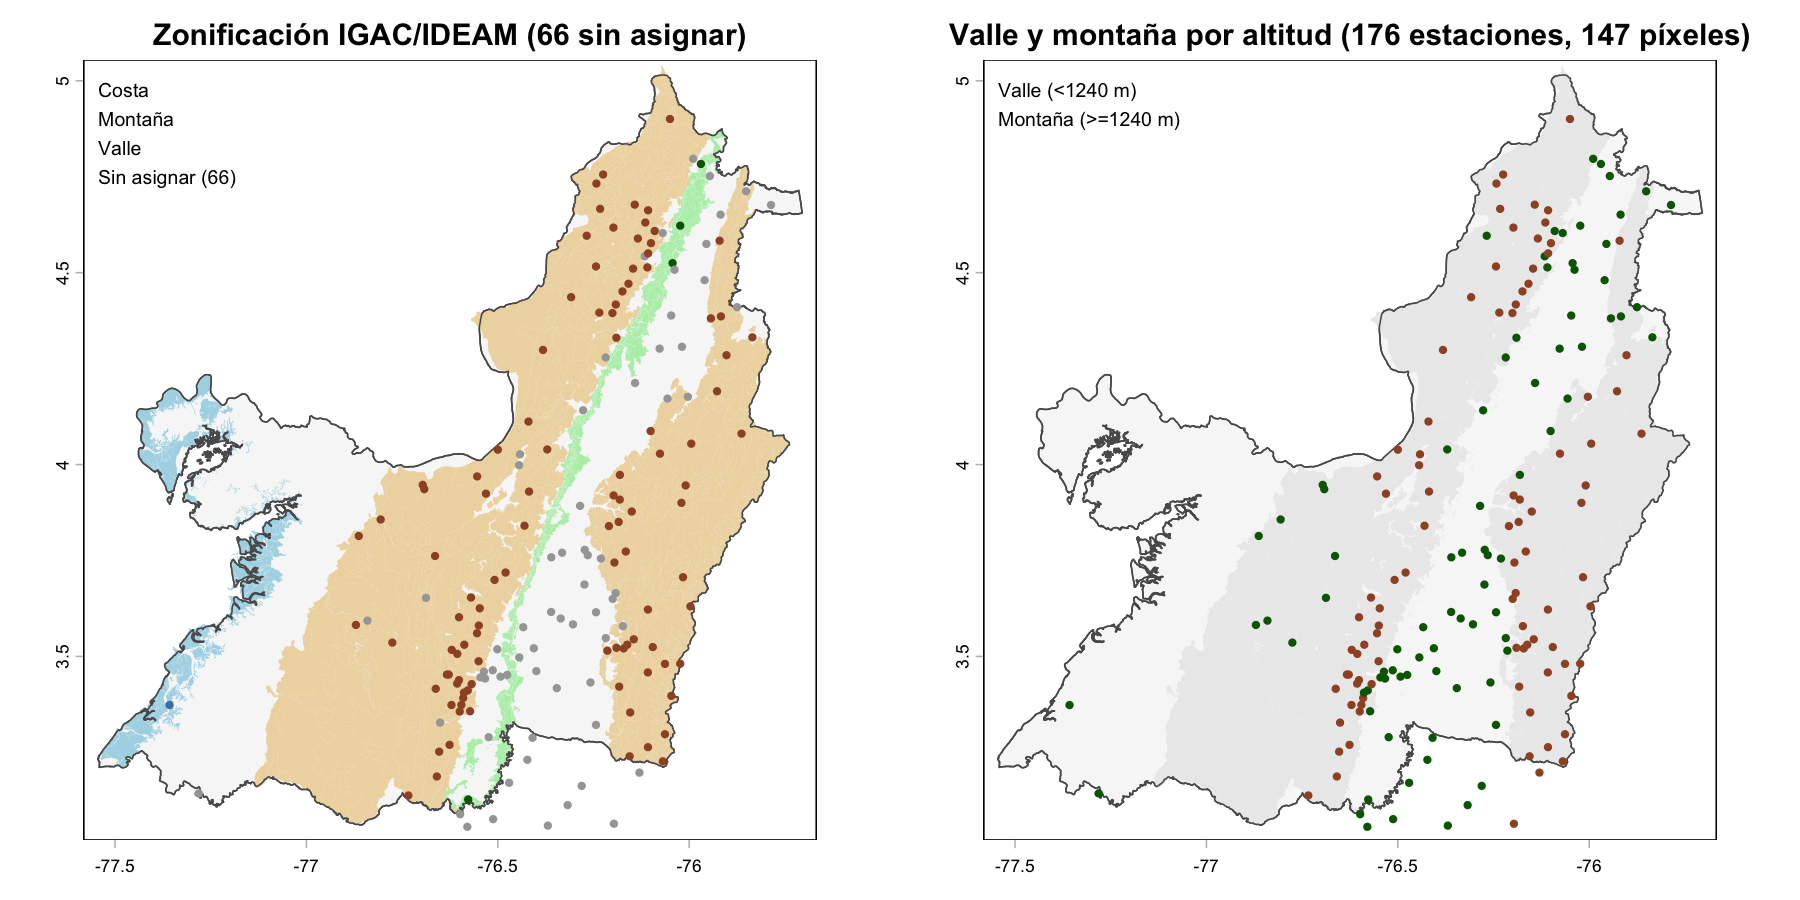 Zonificación IGAC/IDEAM (66 sin asignar)
Costa
Montaña
Valle
Sin asignar (66)
5
4.5
4
3.5
-77.5
-77
-76.5
-76
Valle y montaña por altitud (176 estaciones, 147 píxeles)
Valle (<1240 m)
Montaña (>=1240 m)
5
4.5
4
3.5
-77.5
-77
-76.5
-76